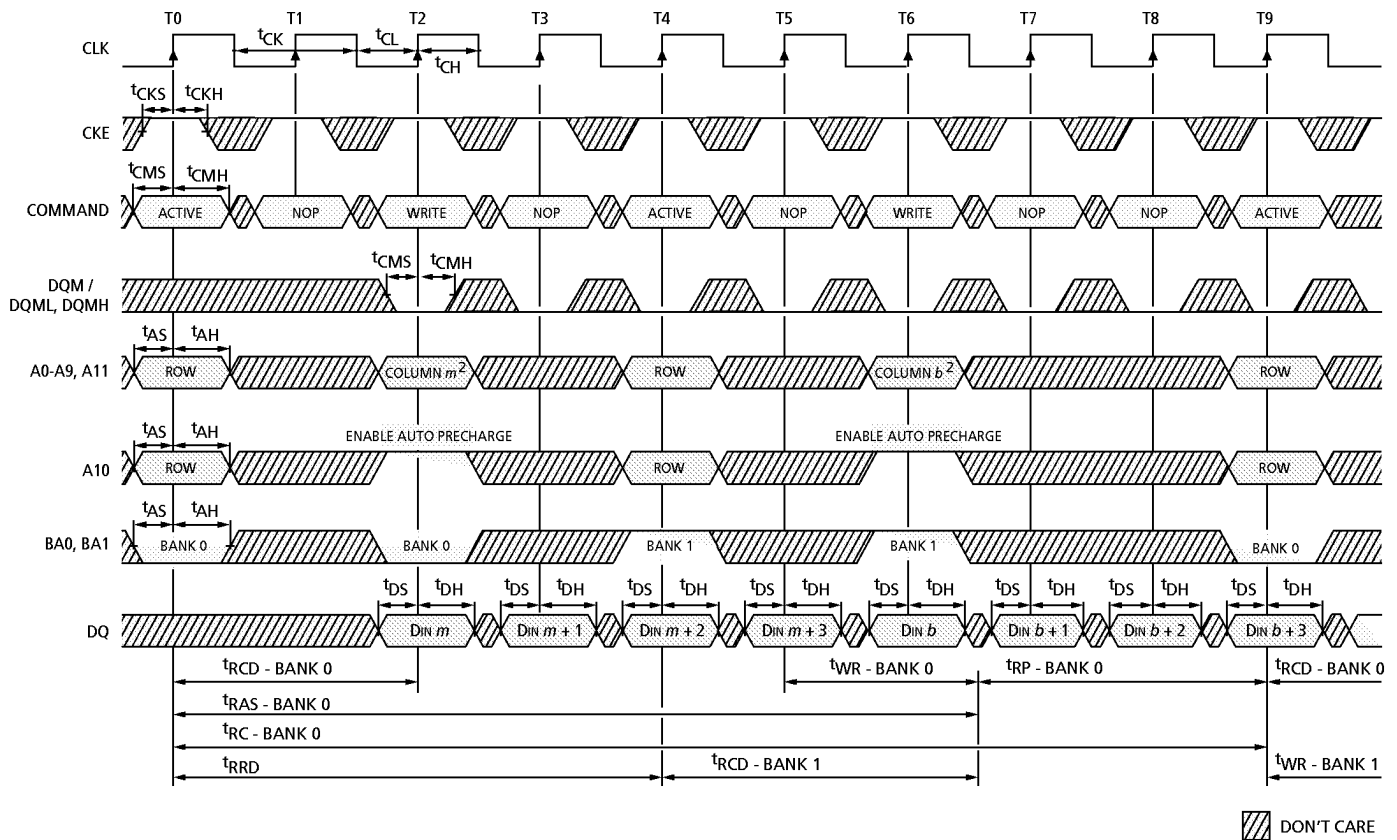 T0 T1 T2 T3 T4 T5 T6 T7 T8 T9
CLK tCK tCL tCH
tCKS tCKH
CKE
tCMS tCMH
COMMAND ACTIVE NOP WRITE NOP ACTIVE NOP WRITE NOP NOP ACTIVE
tCMS tCMH
DQM /
DQML, DQMH
tAS tAH
A0-A9, A11 ROW COLUMN m2 ROW COLUMN b2 ROW
ENABLE AUTO PRECHARGE ENABLE AUTO PRECHARGE
tAS tAH
A10 ROW ROW ROW
tAS tAH
BA0, BA1 BANK 0 BANK 0 BANK 1 BANK 1 BANK 0
tDS tDH tDS tDH tDS tDH tDS tDH tDS tDH tDS tDH tDS tDH tDS tDH
DQ DIN m DIN m + 1 DIN m + 2 DIN m + 3 DIN b DIN b + 1 DIN b + 2 DIN b + 3
tRCD - BANK 0 tWR - BANK 0 tRP - BANK 0 tRCD - BANK 0
tRAS - BANK 0
tRC - BANK 0
tRRD tRCD - BANK 1 tWR - BANK 1
DON'T CARE